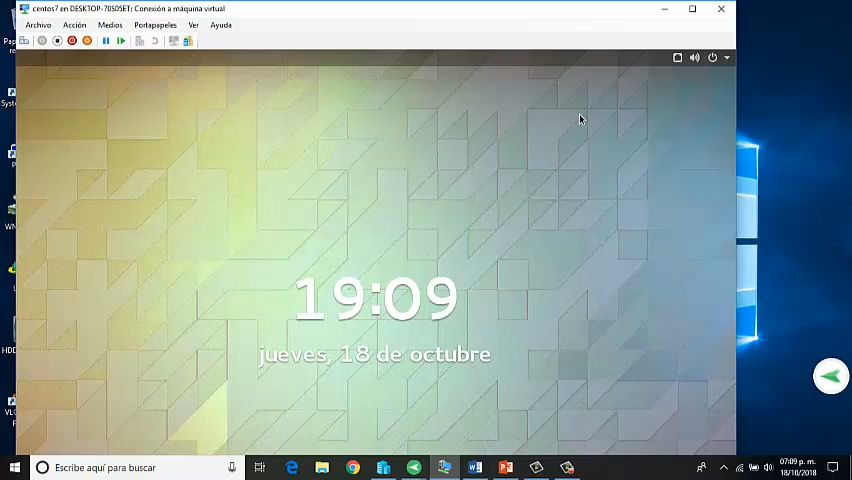 centos7 en DESKTOP-70S05ET: Conexión a máquina virtual)
Archivo Acción Medios Portapapeles Ver Ayuda
19:09
jueves, 18 de octubre
Escribe aquí para buscar
07:09 p. m.
18/10/2018